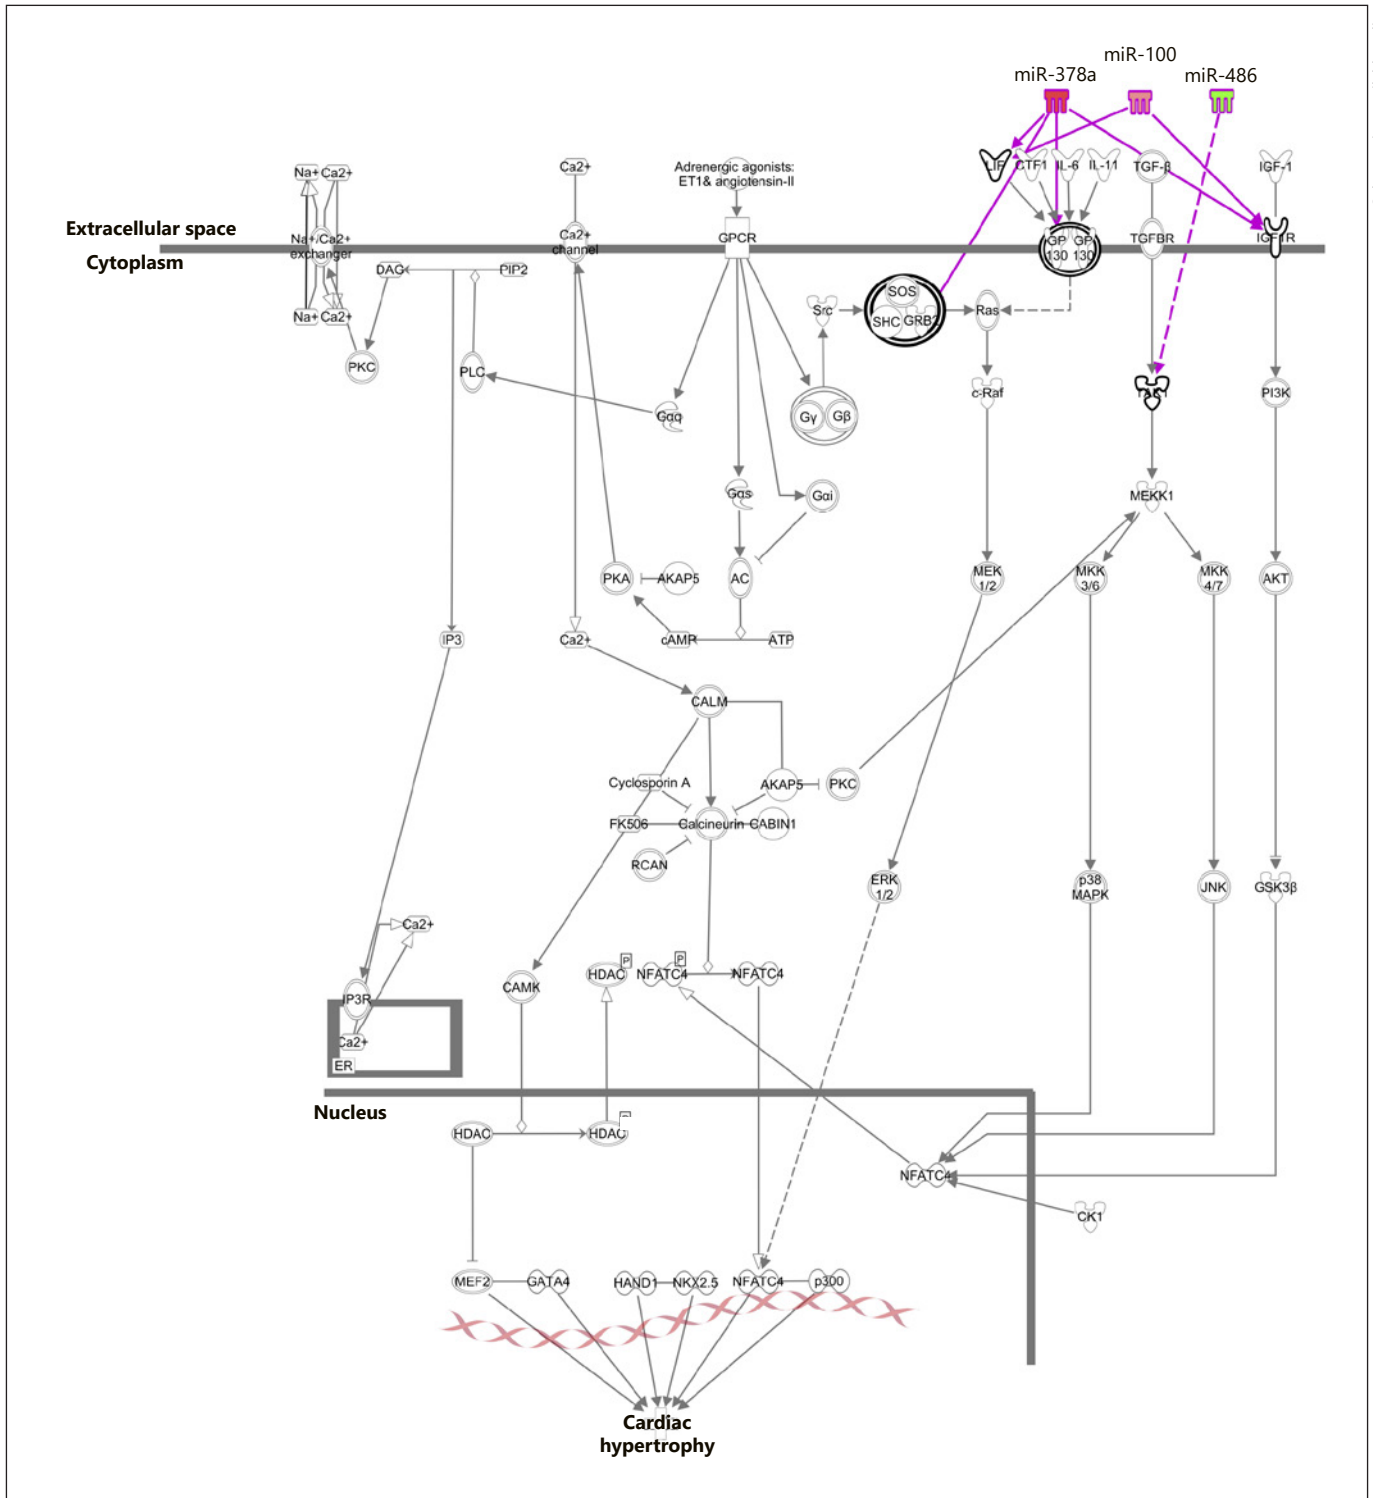 miR-100
miR-378a
miR-486
LIF CTF1 IL-6 IL-11 TGF-β IGF-1
Na+ Ca2+
Ca2+
Adrenergic agonists:
ET1& angiotensin-II
Extracellular space
Cytoplasm
Na+/Ca2+
exchanger
Ca2+
channel
GPCR
GP
130
GP
130
TGFBR
IGF1R
DAG
PIP2
Na+ Ca2+
Src
SOS
SHC GRB2
Ras
PKC
PLC
c-Raf
TAK1
PI3K
Gαq
Gγ Gβ
Gαs
Gαi
MEKK1
PKA
AKAP5
AC
MEK
1/2
MKK
3/6
MKK
4/7
AKT
IP3
Ca2+
cAMP
ATP
CALM
Cyclosporin A
AKAP5
PKC
FK506
Calcineurin
CABIN1
RCAN
ERK
1/2
p38
MAPK
JNK
GSK3β
Ca2+
P
P
HDAC
NFATC4
NFATC4
CAMK
IP3R
Ca2+
ER
Nucleus
HDAC
HDAC
NFATC4
CK1
MEF2
GATA4
HAND1
NKX2.5
NFATC4
p300
Cardiac
hypertrophy